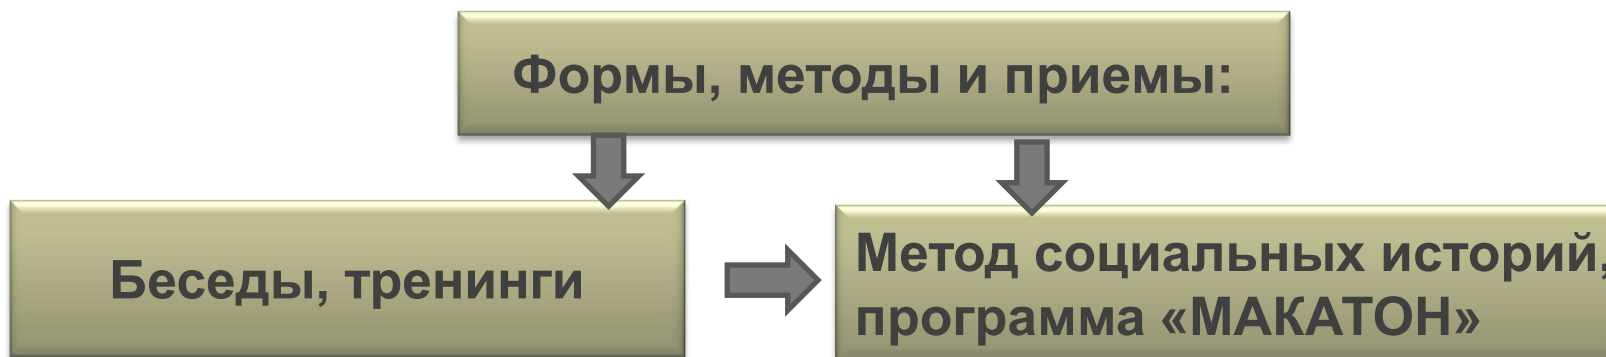 Формы, методы и приемы:
Беседы, тренинги
Метод социальных историй,
программа «МАКАТОН»